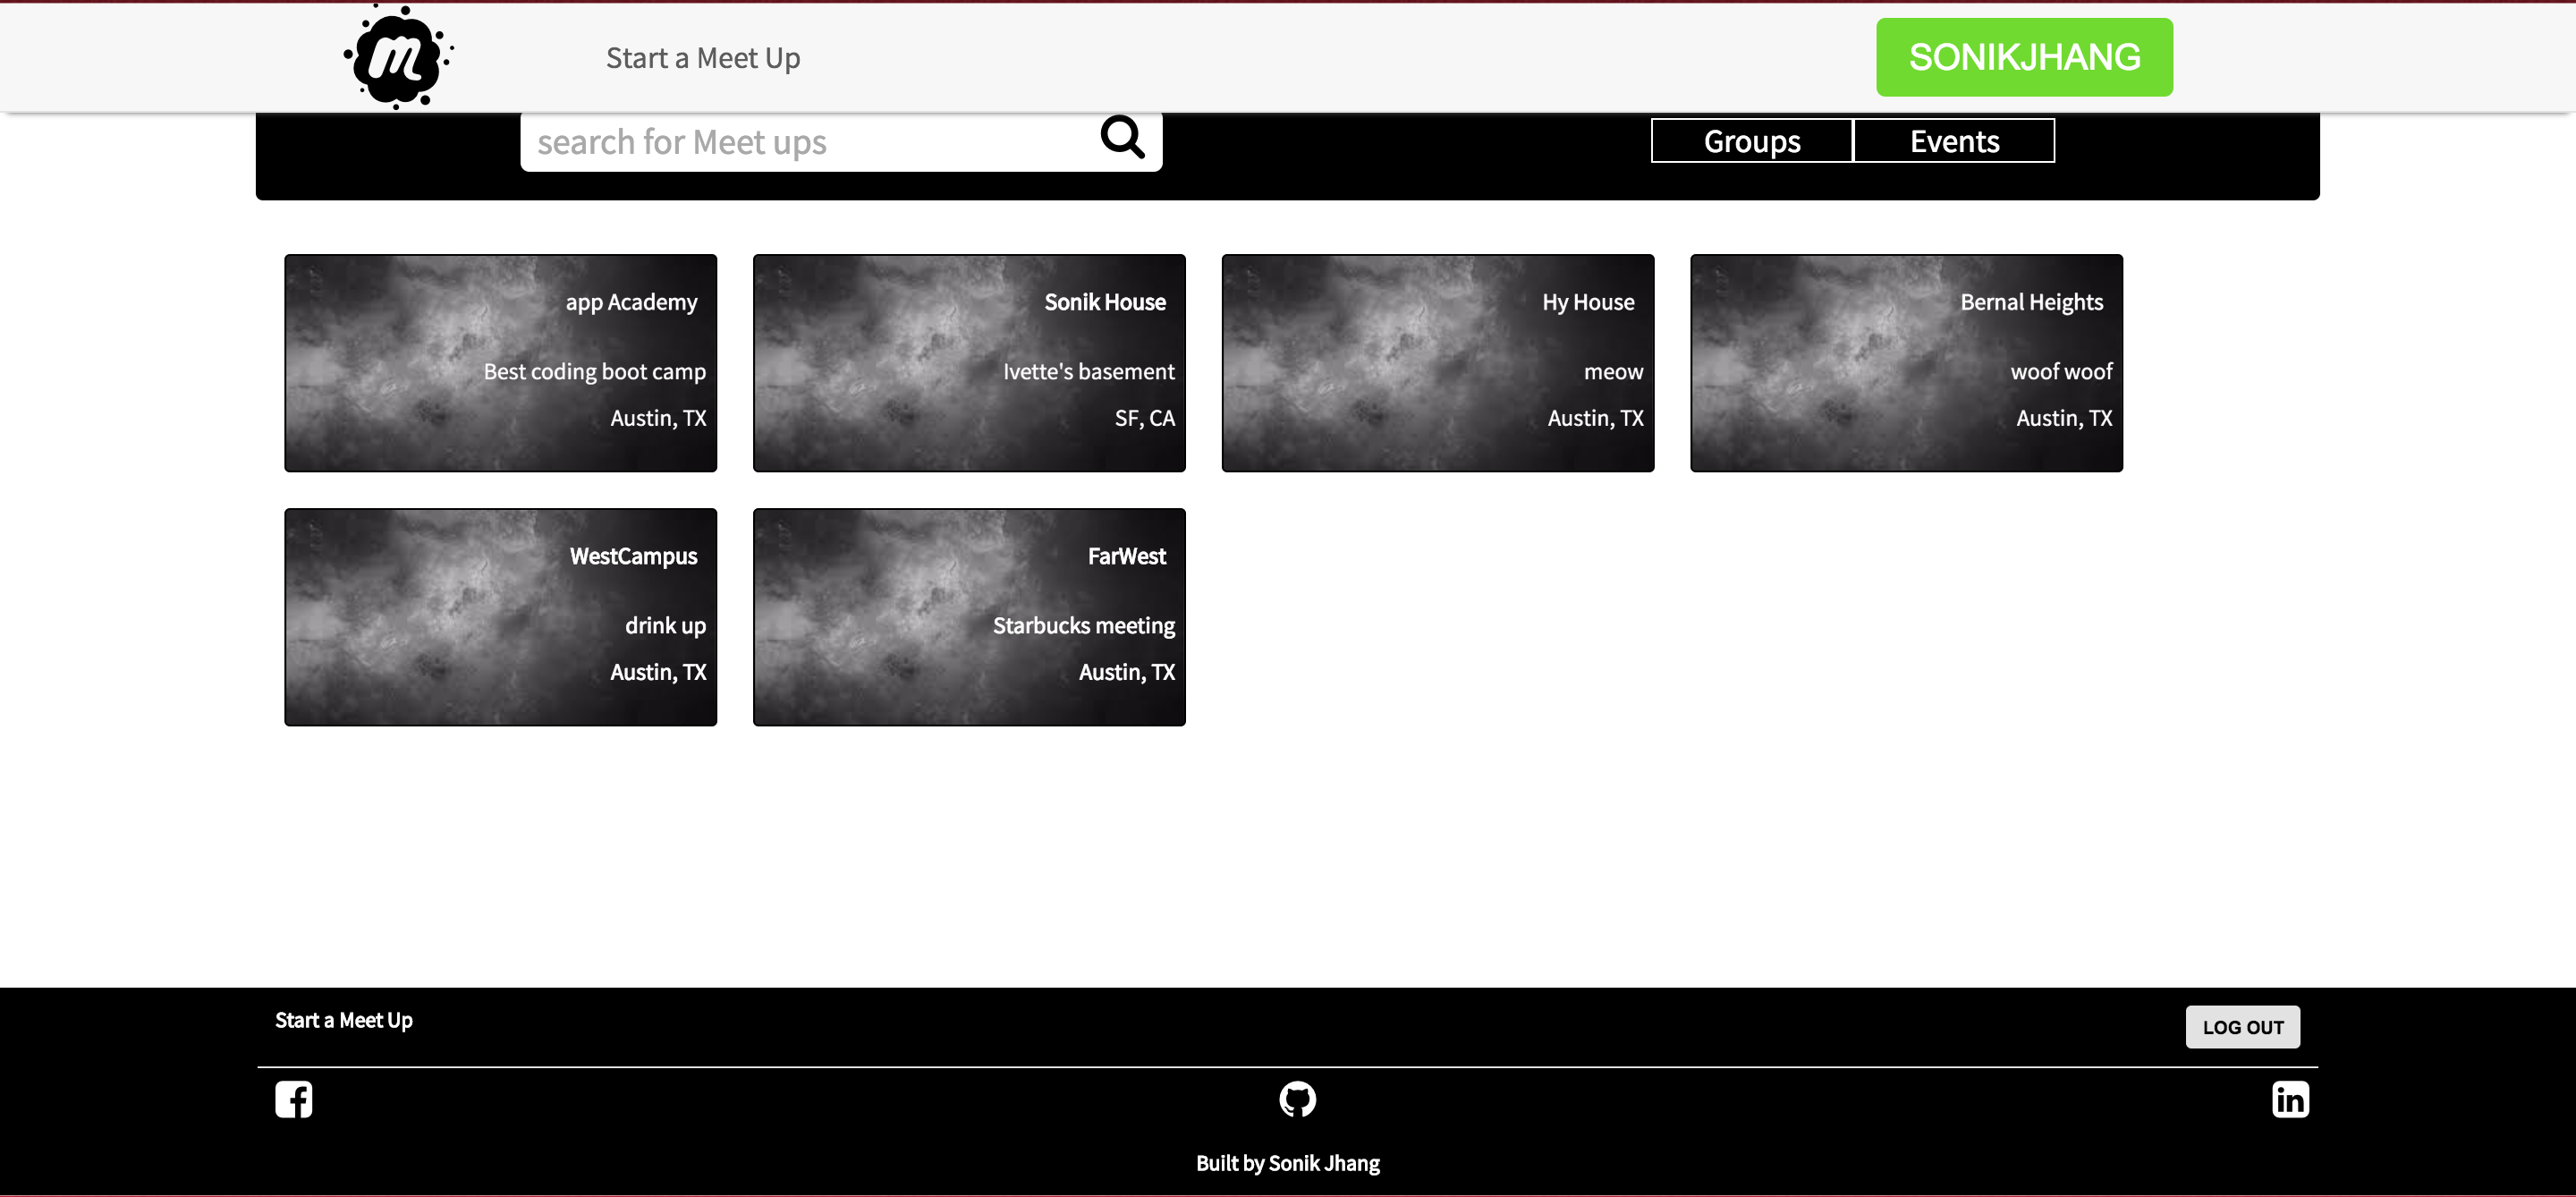 m
Start a Meet Up
SONIKJHANG
search for Meet ups
Groups
Events
app Academy
Best coding boot camp
Austin, TX
Sonik House
Ivette's basement
SF, CA
Hy House
meow
Austin, TX
Bernal Heights
woof woof
Austin, TX
WestCampus
drink up
Austin, TX
FarWest
Starbucks meeting
Austin, TX
Start a Meet Up
LOG OUT
f
in
Built by Sonik Jhang